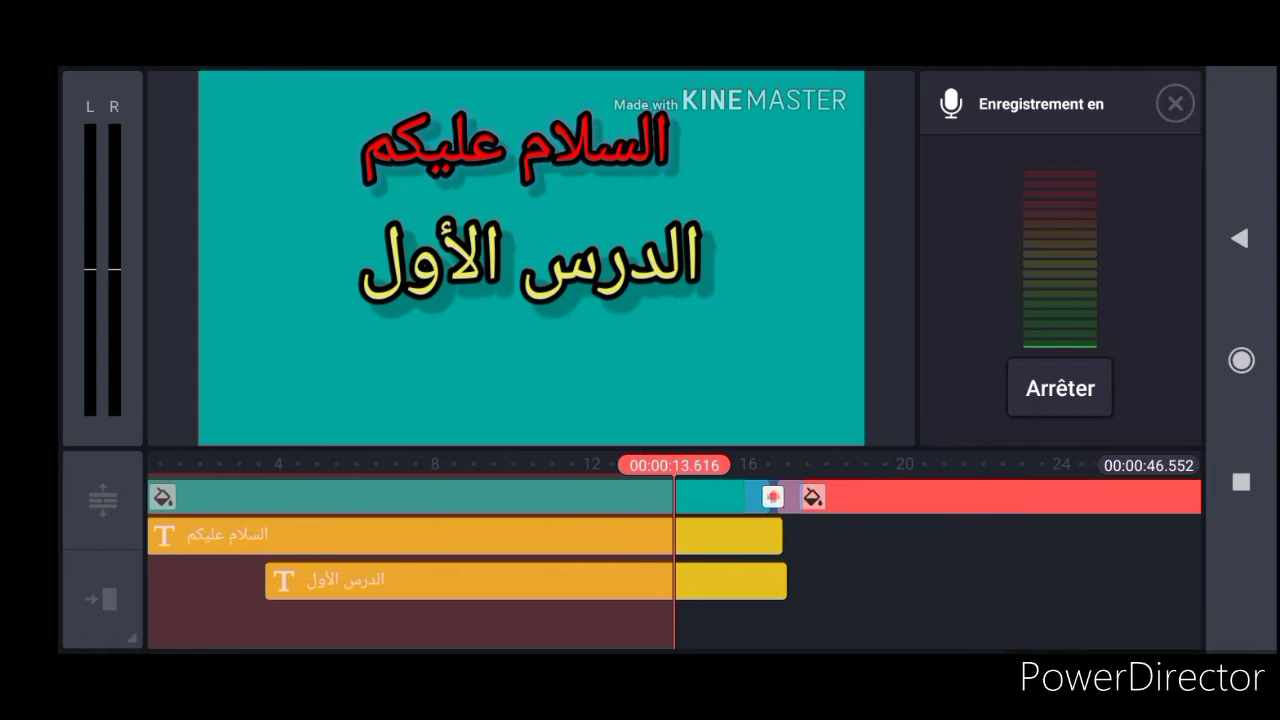 L R
Made with KINEMASTER
السلام عليكم
الدرس الأول
Enregistrement en
Arrêter
4 8 12 00:00:13.616 16 20 24 00:00:46.552
T السلام عليكم
T الدرس الأول
PowerDirector